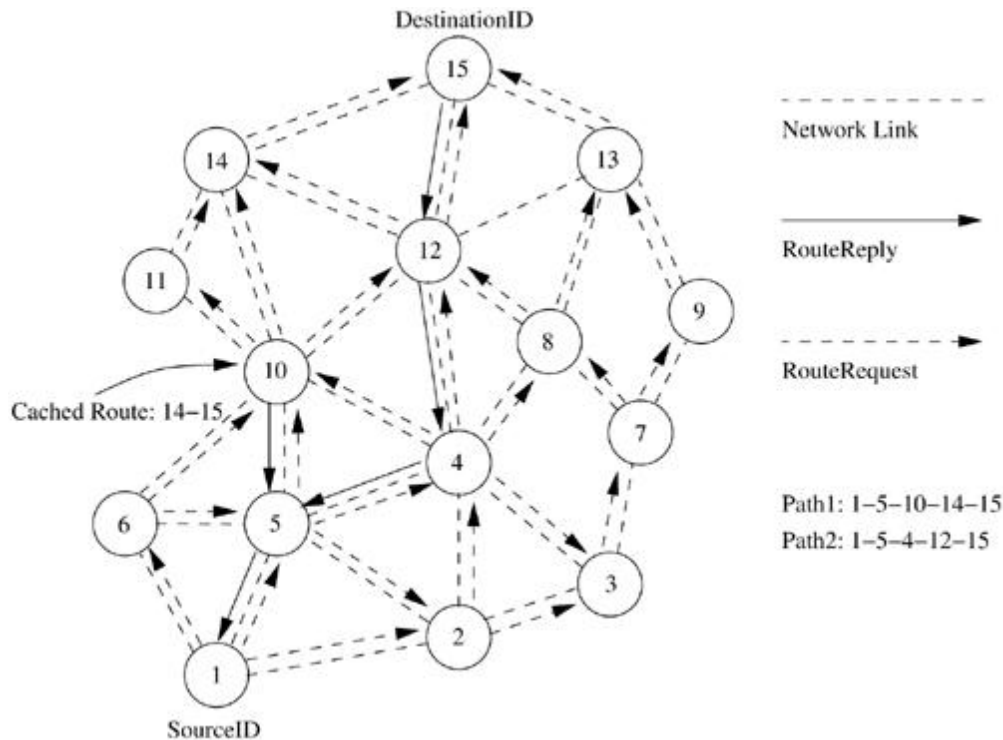 DestinationID
15
Network Link
14
13
RouteReply
12
11
9
8
RouteRequest
10
Cached Route: 14–15
7
4
6
5
Path1: 1–5–10–14–15
Path2: 1–5–4–12–15
3
2
1
SourceID